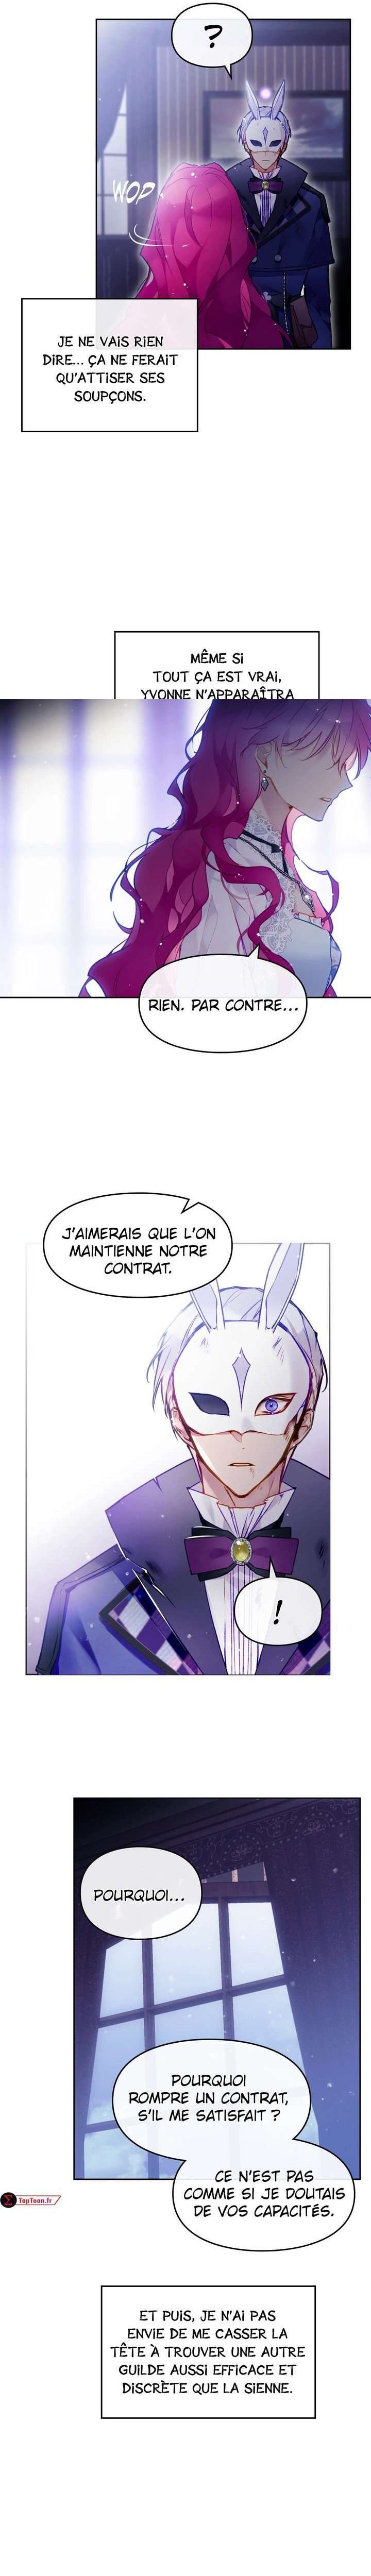 ?
WOP
JE NE VAIS RIEN
DIRE... ÇA NE FERAIT
QU'ATTISER SES
SOUPÇONS.
MÊME SI
TOUT ÇA EST VRAI,
YVONNE N'APPARAÎTRA
RIEN. PAR CONTRE...
J'AIMERAIS QUE L'ON
MAINTIENNE NOTRE
CONTRAT.
!
POURQUOI...
POURQUOI
ROMPRE UN CONTRAT,
S'IL ME SATISFAIT ?
CE N'EST PAS
COMME SI JE DOUTAIS
DE VOS CAPACITÉS.
TopToon.fr
ET PUIS, JE N'AI PAS
ENVIE DE ME CASSER LA
TÊTE À TROUVER UNE AUTRE
GUILDE AUSSI EFFICACE ET
DISCRÈTE QUE LA SIENNE.